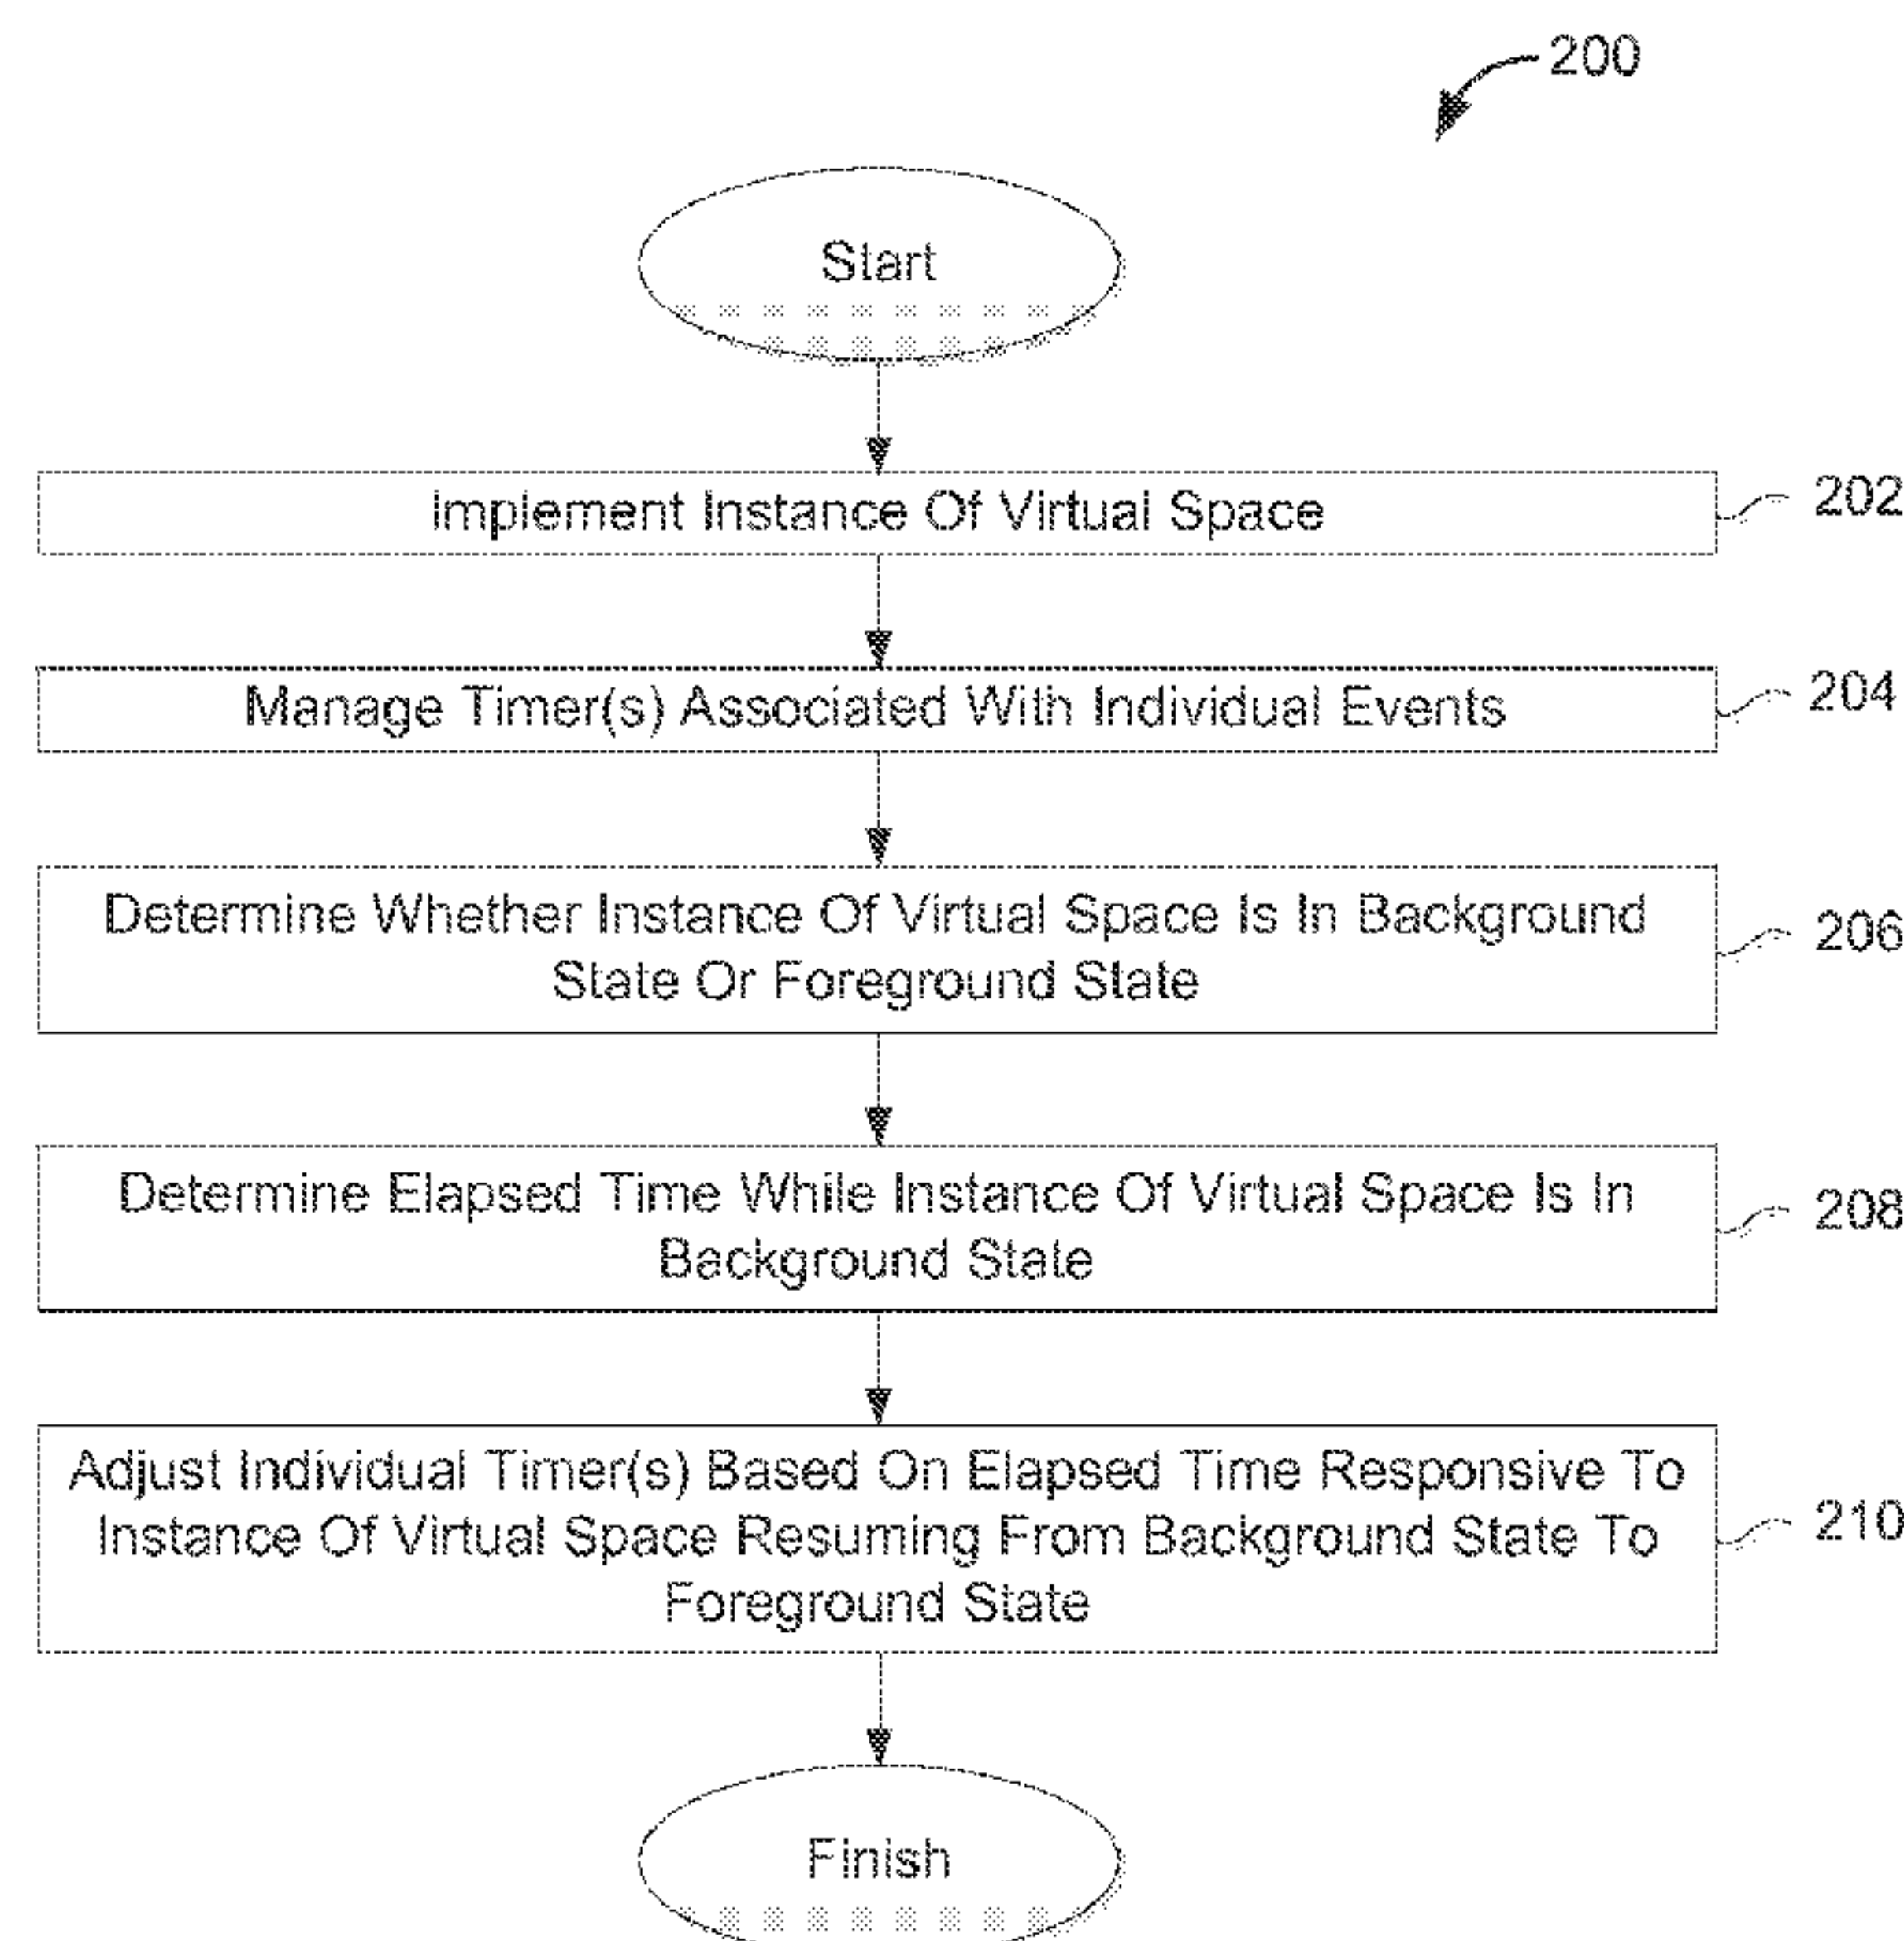 200
Start
Implement Instance Of Virtual Space
202
Manage Timer(s) Associated With Individual Events
204
Determine Whether Instance Of Virtual Space Is In Background
State Or Foreground State
206
Determine Elapsed Time While Instance Of Virtual Space Is In
Background State
208
Adjust Individual Timer(s) Based On Elapsed Time Responsive To
Instance Of Virtual Space Resuming From Background State To
Foreground State
210
Finish